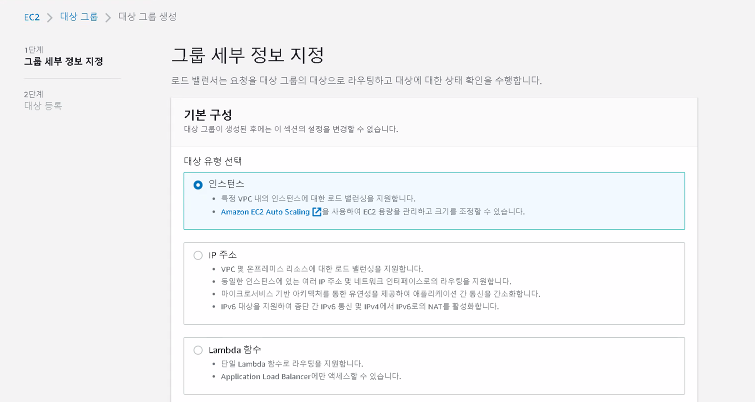 EC2 > 대상 그룹 > 대상 그룹 생성
1단계
그룹 세부 정보 지정
2단계
대상 등록
그룹 세부 정보 지정
로드 밸런서는 요청을 대상 그룹의 대상으로 라우팅하고 대상에 대한 상태 확인을 수행합니다.
기본 구성
대상 그룹이 생성된 후에는 이 섹션의 설정을 변경할 수 없습니다.
대상 유형 선택
인스턴스
• 특정 VPC 내의 인스턴스에 대한 로드 밸런싱을 지원합니다.
• Amazon EC2 Auto Scaling을 사용하여 EC2 용량을 관리하고 크기를 조정할 수 있습니다.
IP 주소
• VPC 및 온프레미스 리소스에 대한 로드 밸런싱을 지원합니다.
• 동일한 인스턴스에 있는 여러 IP 주소 및 네트워크 인터페이스로의 라우팅을 지원합니다.
• 마이크로서비스 기반 아키텍처를 통한 유연성을 제공하여 애플리케이션 간 통신을 간소화합니다.
• IPv6 대상을 지원하여 종단 간 IPv6 통신 및 IPv4에서 IPv6로의 NAT를 활성화합니다.
Lambda 함수
• 단일 Lambda 함수로 라우팅을 지원합니다.
• Application Load Balancer에만 액세스할 수 있습니다.